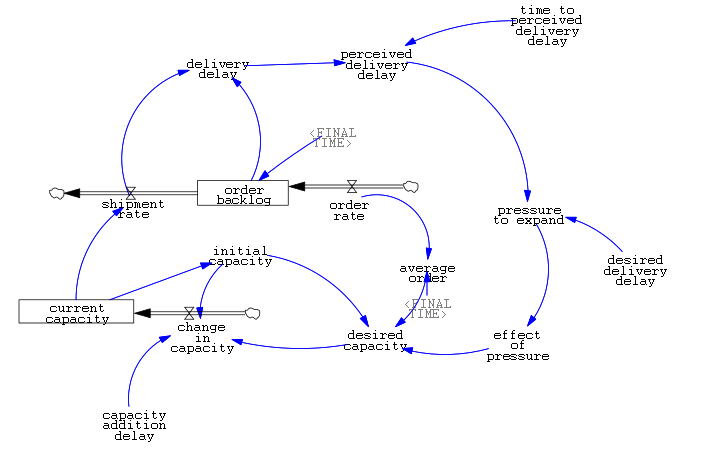 time to
perceived
delivery
delay
perceived
delivery
delay
delivery
delay
<FINAL
TIME>
order
backlog
shipment
rate
order
rate
pressure
to expand
initial
capacity
average
order
desired
delivery
delay
<FINAL
TIME>
current
capacity
change
in
capacity
desired
capacity
effect
of
pressure
capacity
addition
delay